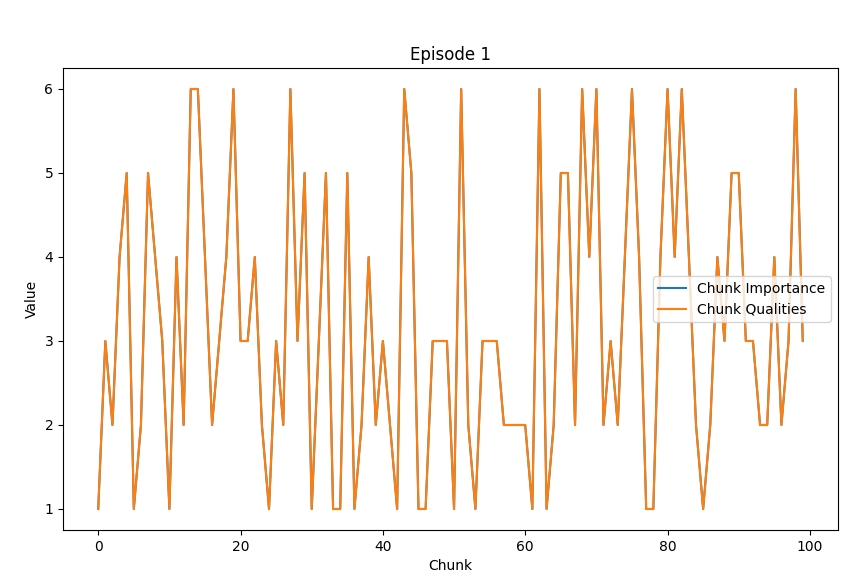 Episode 1
Value
6
5
4
3
2
1
Chunk Importance
Chunk Qualities
0 20 40 60 80 100
Chunk